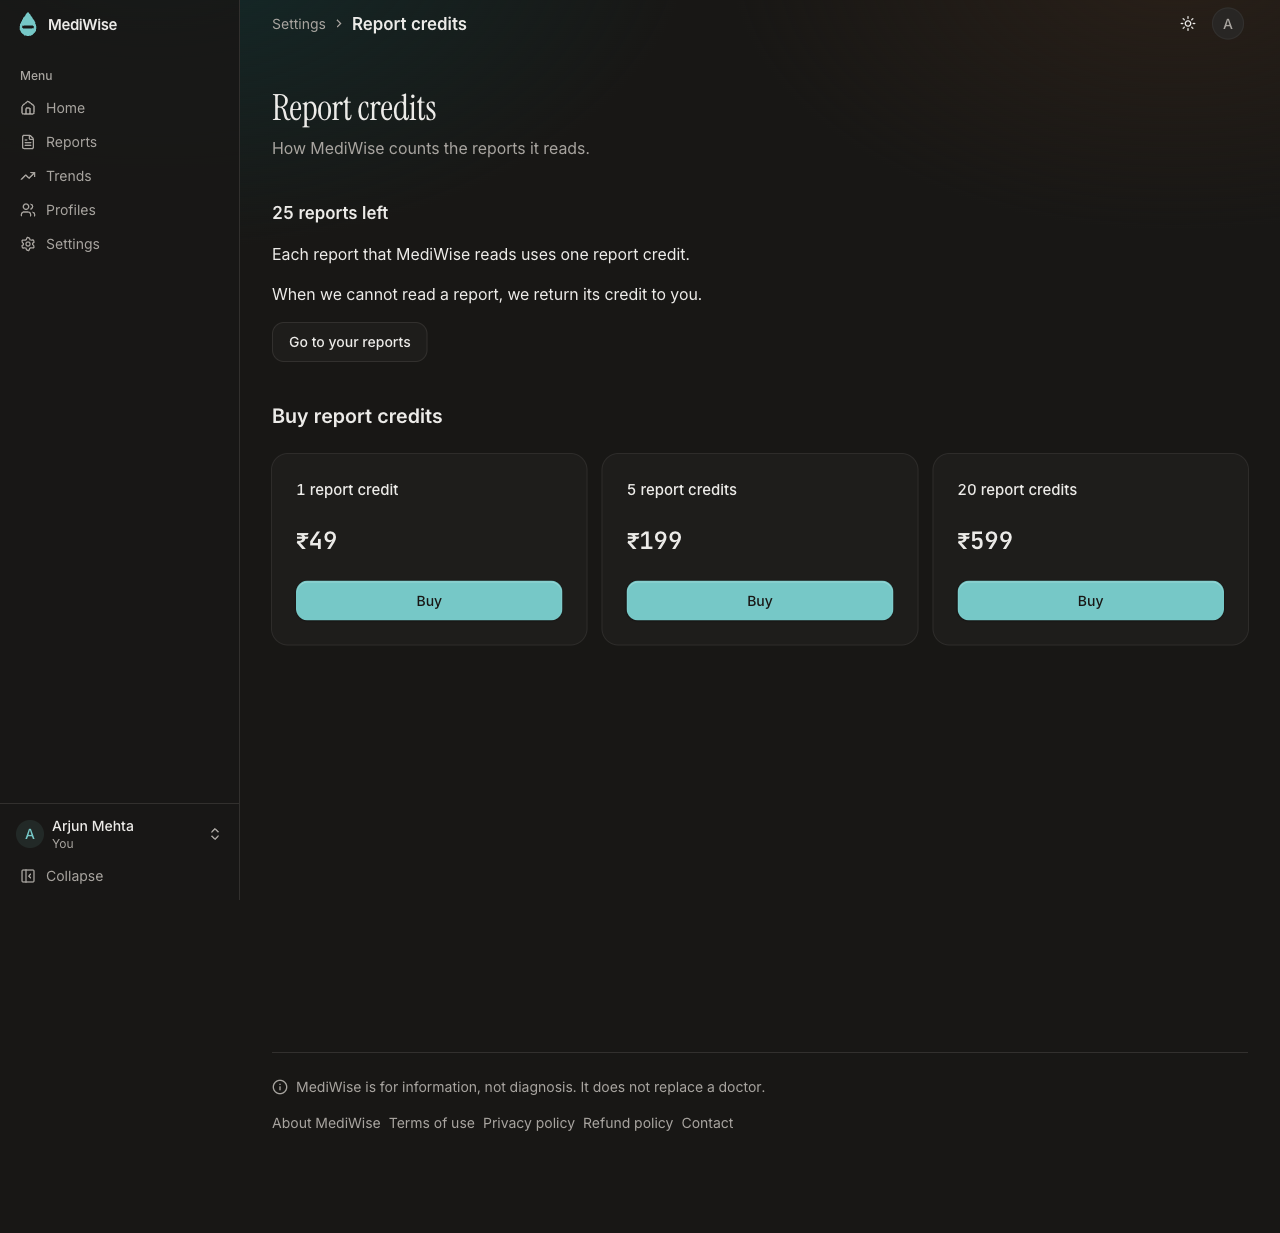 MediWise
Menu
Home
Reports
Trends
Profiles
Settings
Arjun Mehta
You
Collapse
Settings > Report credits
A
A
Report credits
How MediWise counts the reports it reads.
25 reports left
Each report that MediWise reads uses one report credit.
When we cannot read a report, we return its credit to you.
Go to your reports
Buy report credits
1 report credit
₹49
Buy
5 report credits
₹199
Buy
20 report credits
₹599
Buy
MediWise is for information, not diagnosis. It does not replace a doctor.
About MediWise Terms of use Privacy policy Refund policy Contact